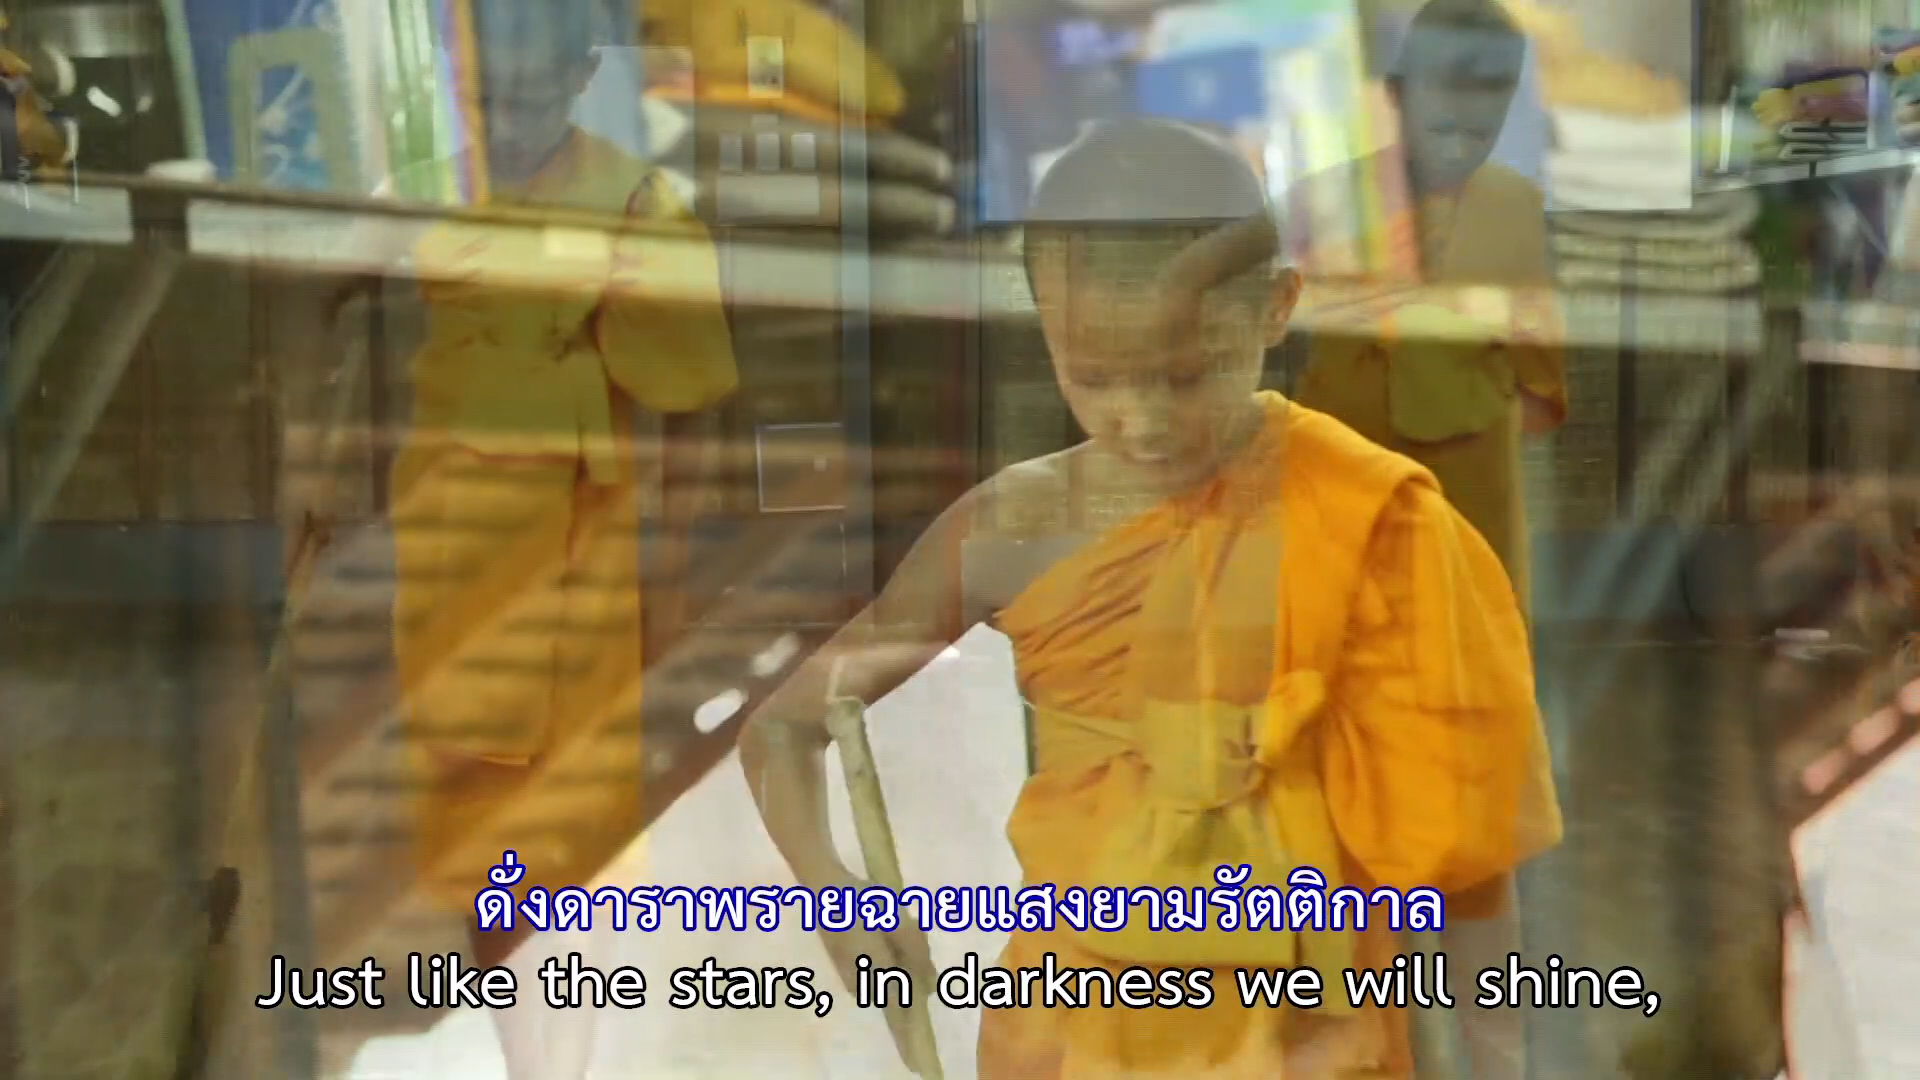 ดั่งดาราพรายฉายแสงยามรัตติกาล
Just like the stars, in darkness we will shine,